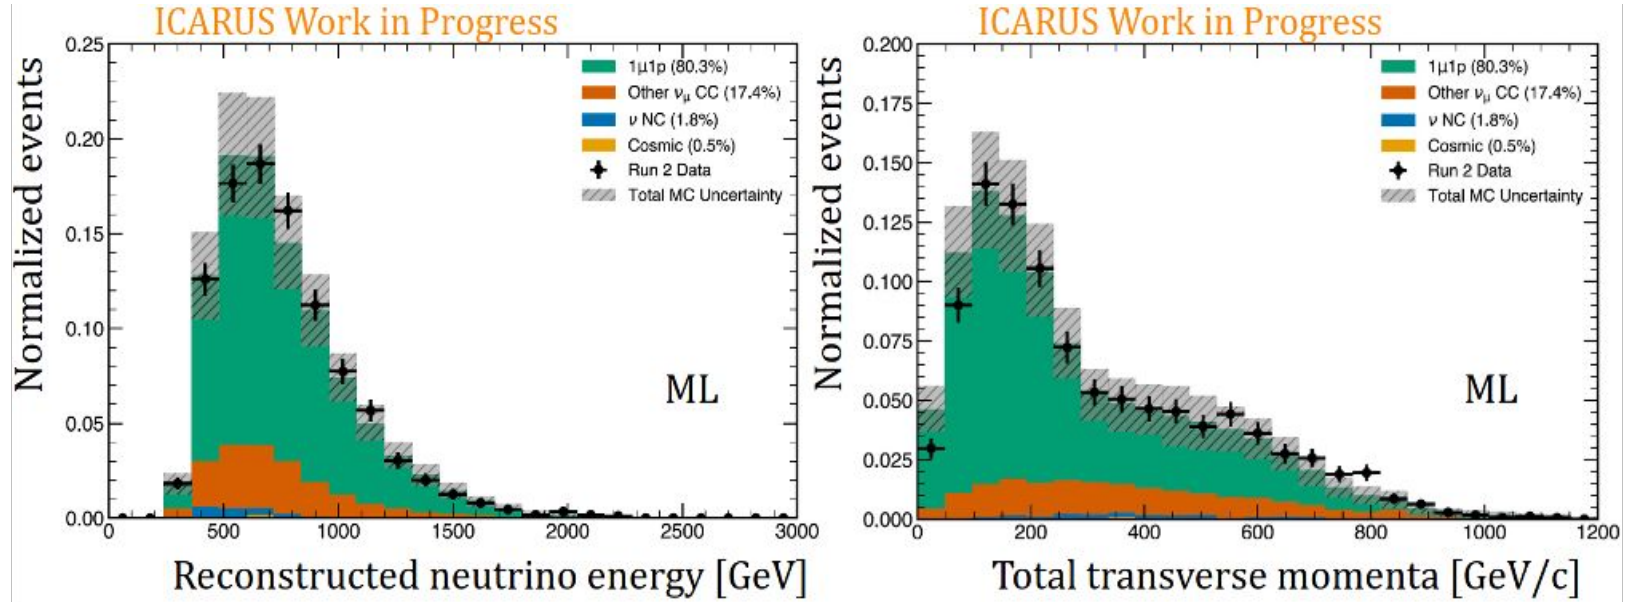 ICARUS Work in Progress
Normalized events
0.25
0.20
0.15
0.10
0.05
0.00
1μ1p (80.3%)
Other νμ CC (17.4%)
ν NC (1.8%)
Cosmic (0.5%)
Run 2 Data
Total MC Uncertainty
ML
0 500 1000 1500 2000 2500 3000
Reconstructed neutrino energy [GeV]
ICARUS Work in Progress
Normalized events
0.200
0.175
0.150
0.125
0.100
0.075
0.050
0.025
0.000
1μ1p (80.3%)
Other νμ CC (17.4%)
ν NC (1.8%)
Cosmic (0.5%)
Run 2 Data
Total MC Uncertainty
ML
0 200 400 600 800 1000 1200
Total transverse momenta [GeV/c]